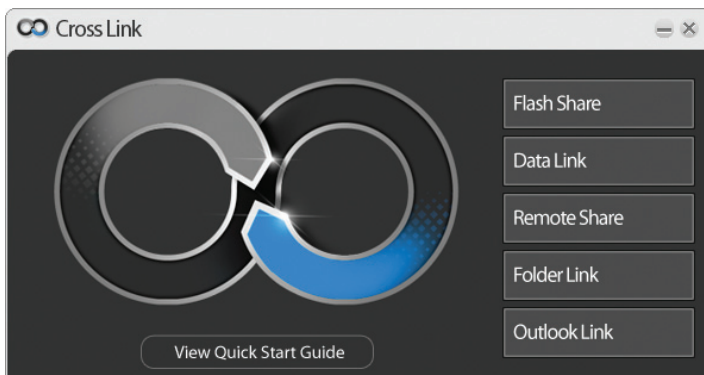 Cross Link
Flash Share
Data Link
Remote Share
Folder Link
Outlook Link
View Quick Start Guide